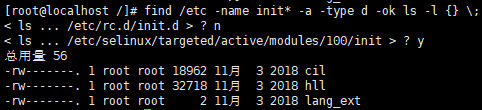 [root@localhost /]# find /etc -name init* -a -type d -ok ls -l {} \;
< ls ... /etc/rc.d/init.d > ? n
< ls ... /etc/selinux/targeted/active/modules/100/init > ? y
总用量 56
-rw-------. 1 root root 18962 11月  3 2018 cil
-rw-------. 1 root root 32718 11月  3 2018 hll
-rw-------. 1 root root     2 11月  3 2018 lang_ext